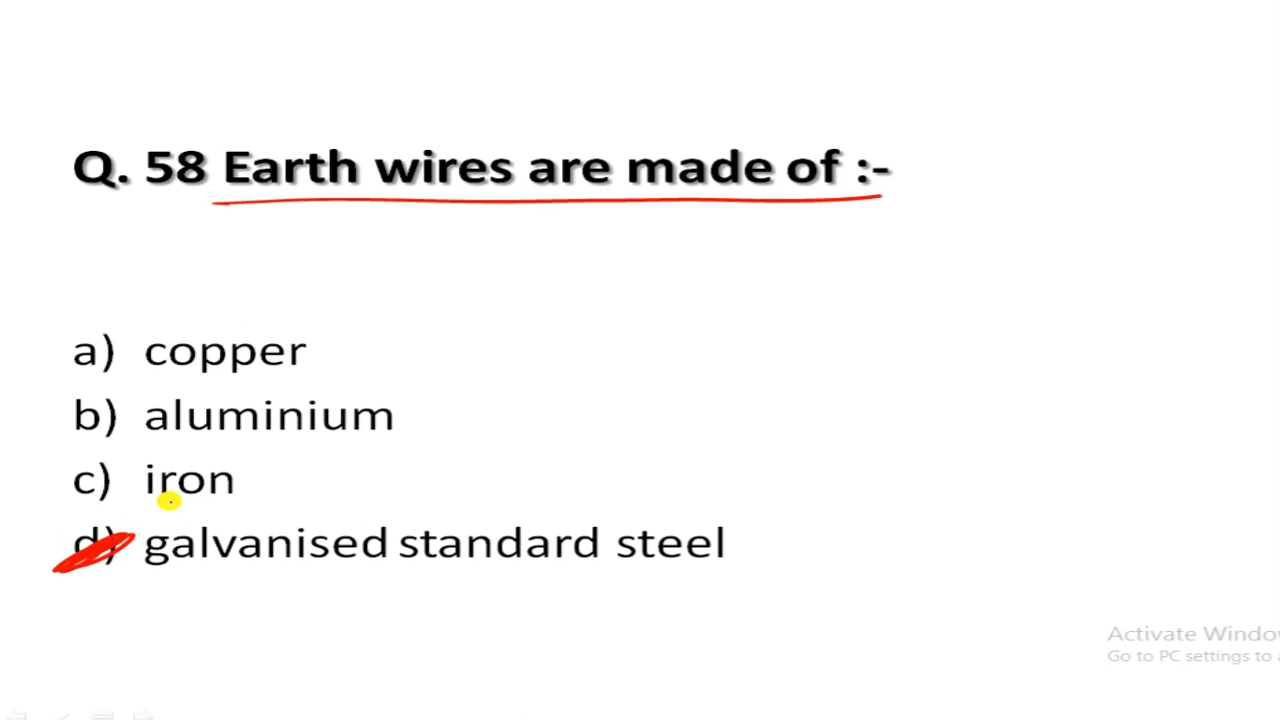 Q. 58 Earth wires are made of :-
a) copper
b) aluminium
c) iron
d) galvanised standard steel
Activate Windo
Go to PC settings to